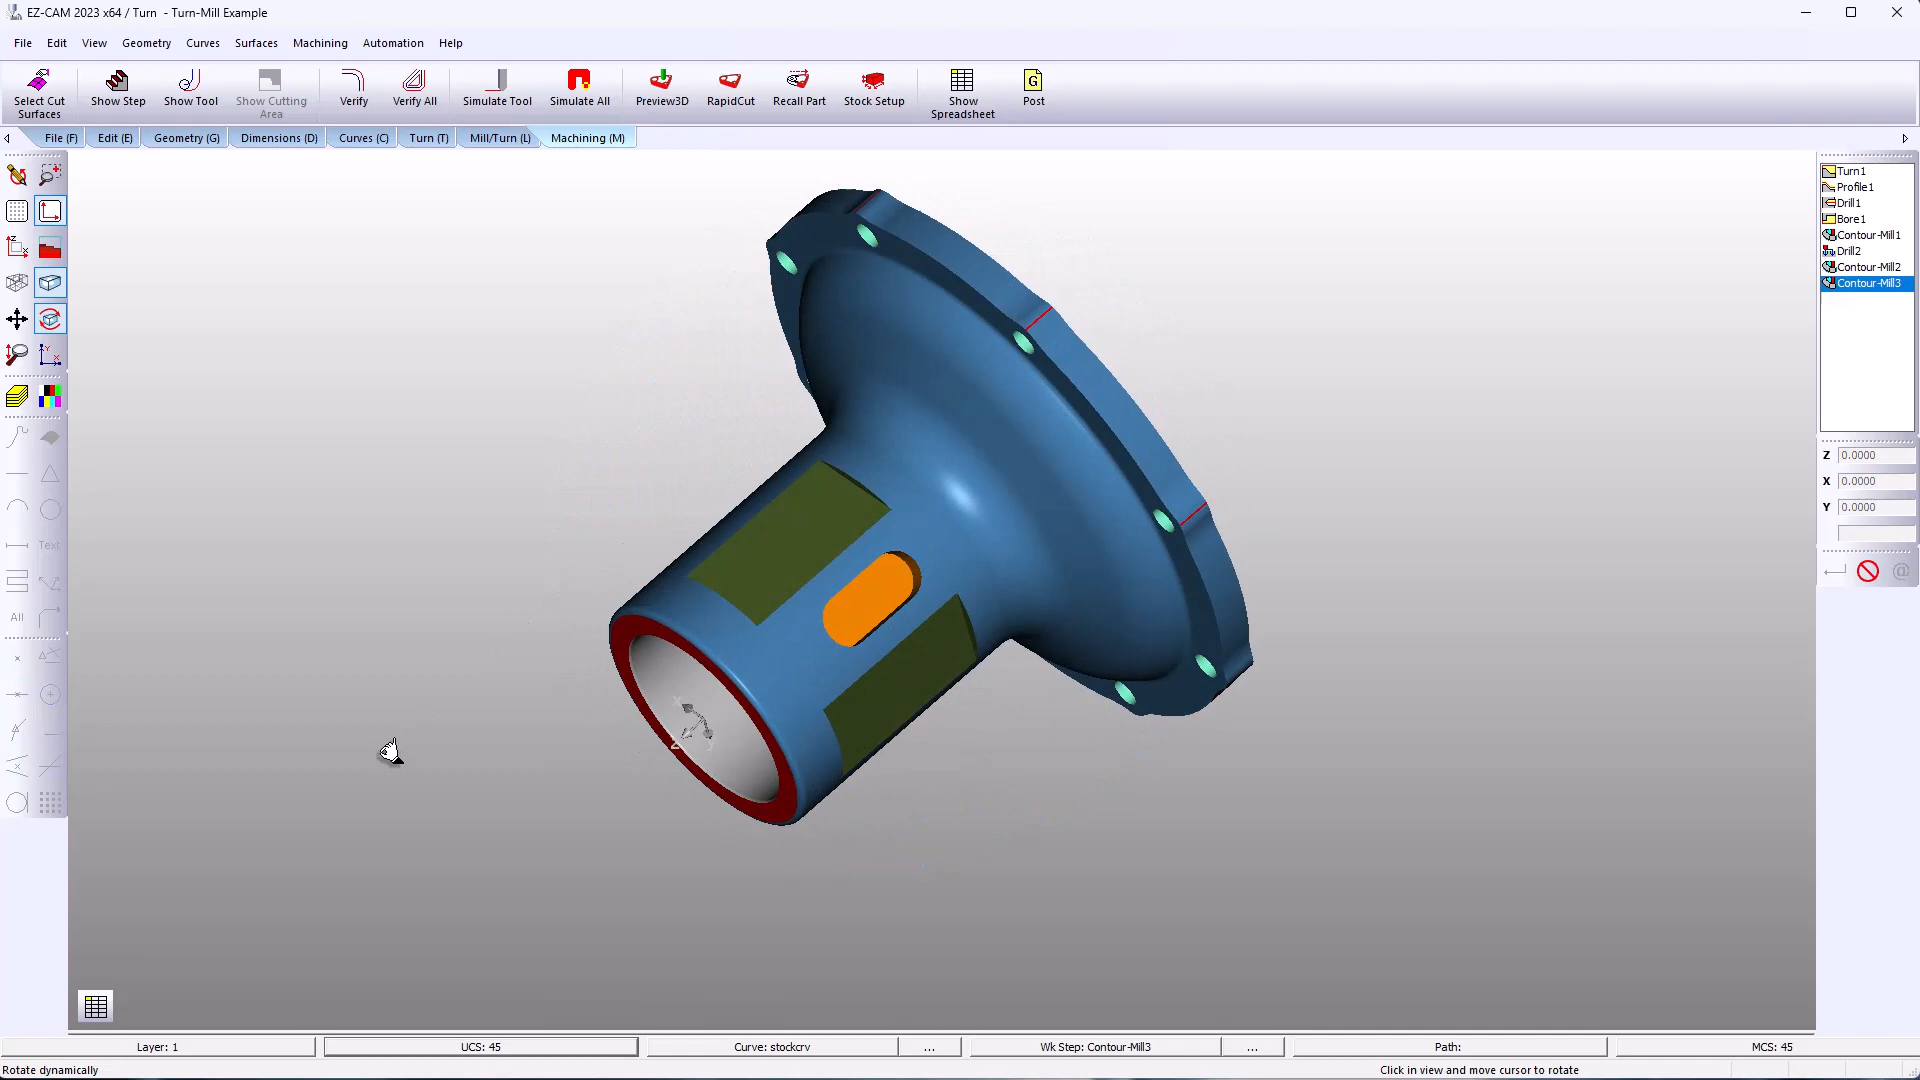 EZ-CAM 2023 x64 / Turn - Turn-Mill Example
File Edit View Geometry Curves Surfaces Machining Automation Help
Select Cut Surfaces
Show Step
Show Tool
Show Cutting Area
Verify
Verify All
Simulate Tool
Simulate All
Preview3D
RapidCut
Recall Part
Stock Setup
Show Spreadsheet
G
Post
File (F) Edit (E) Geometry (G) Dimensions (D) Curves (C) Turn (T) Mill/Turn (L) Machining (M)
Turn1
Profile1
Drill1
Bore1
Contour-Mill1
Drill2
Contour-Mill2
Contour-Mill3
Z 0.0000
X 0.0000
Y 0.0000
@
Text
All
Z
Layer: 1 UCS: 45 Curve: stockcrv ... Wk Step: Contour-Mill3 ... Path: MCS: 45
Rotate dynamically Click in view and move cursor to rotate